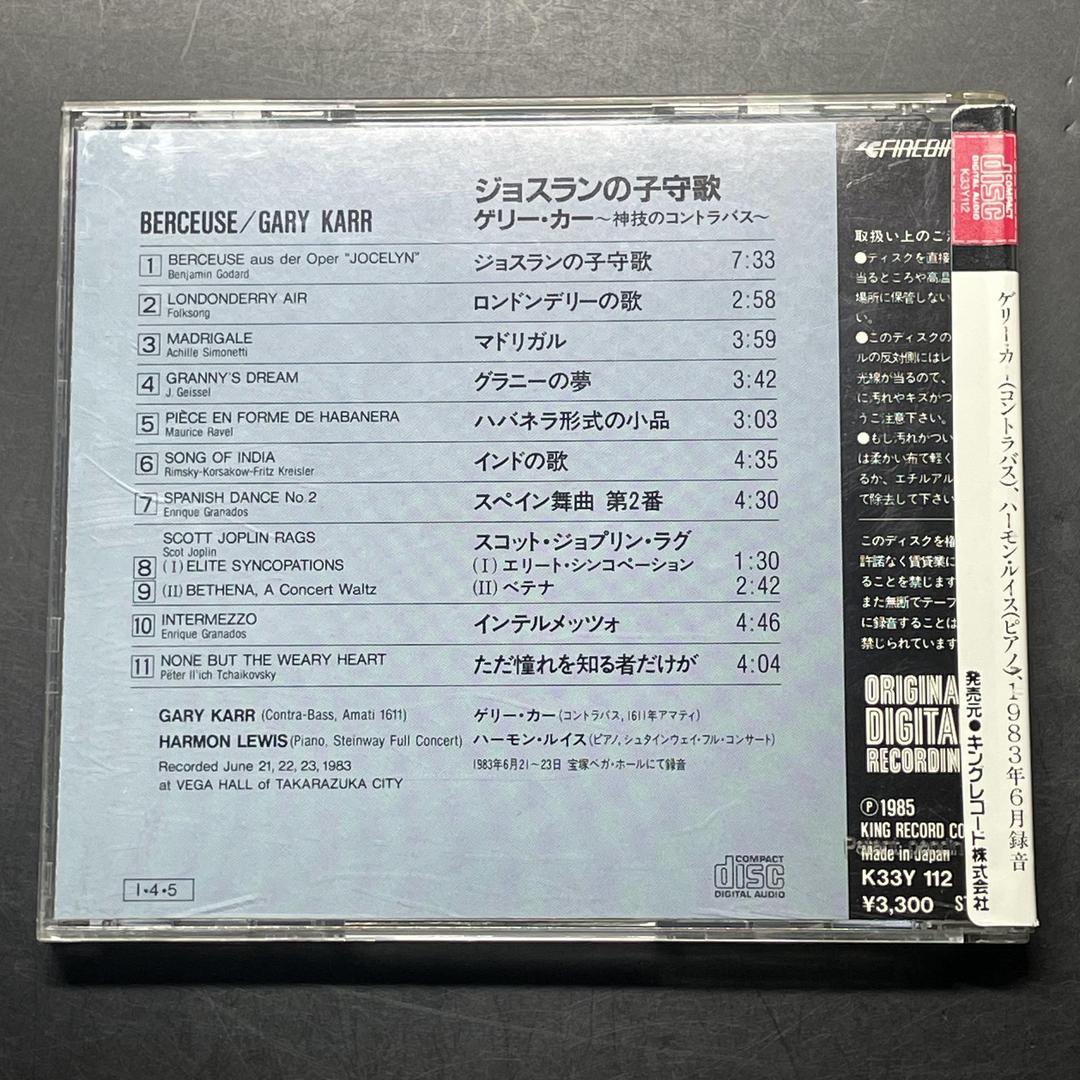 ジョスランの子守歌
BERCEUSE/GARY KARR
ゲリー・カー〜神技のコントラバス〜
1 BERCEUSE aus der Oper "JOCELYN" ジョスランの子守歌 7:33
Benjamin Godard
2 LONDONDERRY AIR ロンドンデリーの歌 2:58
Folksong
3 MADRIGALE マドリガル 3:59
Achille Simonetti
4 GRANNY'S DREAM グラニーの夢 3:42
J. Geissel
5 PIÈCE EN FORME DE HABANERA ハバネラ形式の小品 3:03
Maurice Ravel
6 SONG OF INDIA インドの歌 4:35
Rimsky-Korsakow-Fritz Kreisler
7 SPANISH DANCE No.2 スペイン舞曲 第2番 4:30
Enrique Granados
SCOTT JOPLIN RAGS スコット・ジョプリン・ラグ
Scot Joplin
8 (I) ELITE SYNCOPATIONS (I) エリート・シンコペーション 1:30
9 (II) BETHENA, A Concert Waltz (II) ベテナ 2:42
10 INTERMEZZO インテルメッツォ 4:46
Enrique Granados
11 NONE BUT THE WEARY HEART ただ憧れを知る者だけが 4:04
Pëter Il'ich Tchaikovsky
GARY KARR (Contra-Bass, Amati 1611) ゲリー・カー(コントラバス,1611年アマティ)
HARMON LEWIS (Piano, Steinway Full Concert) ハーモン・ルイス(ピアノ,シュタインウェイ・フル・コンサート)
Recorded June 21, 22, 23, 1983 1983年6月21〜23日 宝塚ベガ・ホールにて録音
at VEGA HALL of TAKARAZUKA CITY
I・4・5
COMPACT
disc
DIGITAL AUDIO
FIREBIR
取扱い上のご
●ディスクを直接
当るところや高温
場所に保管しない
い。
●このディスクの
ルの反対側にはレ
光線が当るので、
に汚れやキズがつ
うご注意下さい。
●もし汚れがつい
は柔かい布で軽く
るか、エチルアル
で除去して下さい
このディスクを権
許諾なく賃貸業に
ることを禁じます
また無断でテープ
に録音することは
禁じられています
ORIGINA
DIGITA
RECORDIN
Ⓟ1985
KING RECORD CO
Made in Japan
K33Y 112
¥3,300 ST
COMPACT
disc
DIGITAL AUDIO
K33Y112
ゲリー・カー(コントラバス)、ハーモン・ルイス(ピアノ)、1983年6月録音
発売元●キングレコード株式会社